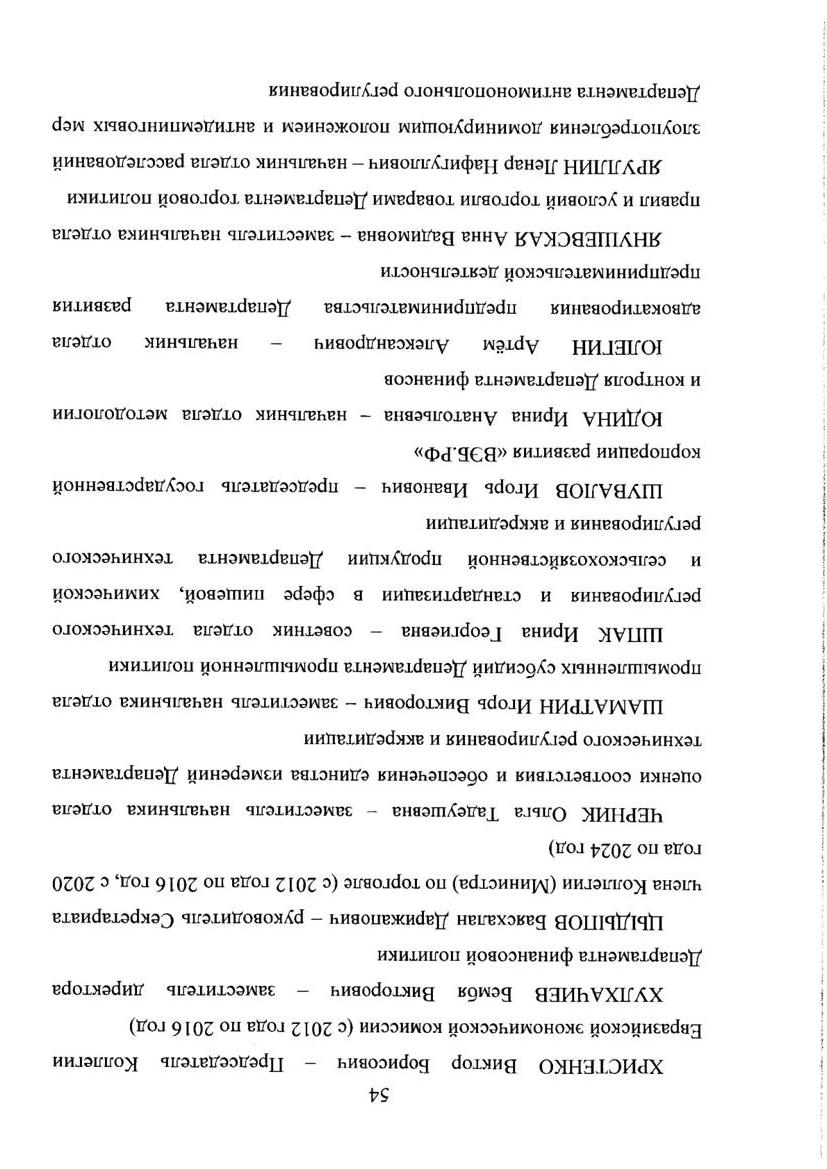 54
ХРИСТЕНКО Виктор Борисович – Председатель Коллегии
Евразийской экономической комиссии (с 2012 года по 2016 год)
ХУЛХАЧИЕВ Бембя Викторович – заместитель директора
Департамента финансовой политики
ЦЫДЫПОВ Баясхалан Дарижапович – руководитель Секретариата
члена Коллегии (Министра) по торговле (с 2012 года по 2016 год, с 2020
года по 2024 год)
ЧЕРНИК Ольга Тадеушевна – заместитель начальника отдела
оценки соответствия и обеспечения единства измерений Департамента
технического регулирования и аккредитации
ШАМАТРИН Игорь Викторович – заместитель начальника отдела
промышленных субсидий Департамента промышленной политики
ШПАК Ирина Георгиевна – советник отдела технического
регулирования и стандартизации в сфере пищевой, химической
и сельскохозяйственной продукции Департамента технического
регулирования и аккредитации
ШУВАЛОВ Игорь Иванович – председатель государственной
корпорации развития «ВЭБ.РФ»
ЮДИНА Ирина Анатольевна – начальник отдела методологии
и контроля Департамента финансов
ЮЛЕГИН Артём Александрович – начальник отдела
адвокатирования предпринимательства Департамента развития
предпринимательской деятельности
ЯНУШЕВСКАЯ Анна Вадимовна – заместитель начальника отдела
правил и условий торговли товарами Департамента торговой политики
ЯРУЛЛИН Ленар Нафигуллович – начальник отдела расследований
злоупотребления доминирующим положением и антидемпинговых мер
Департамента антимонопольного регулирования